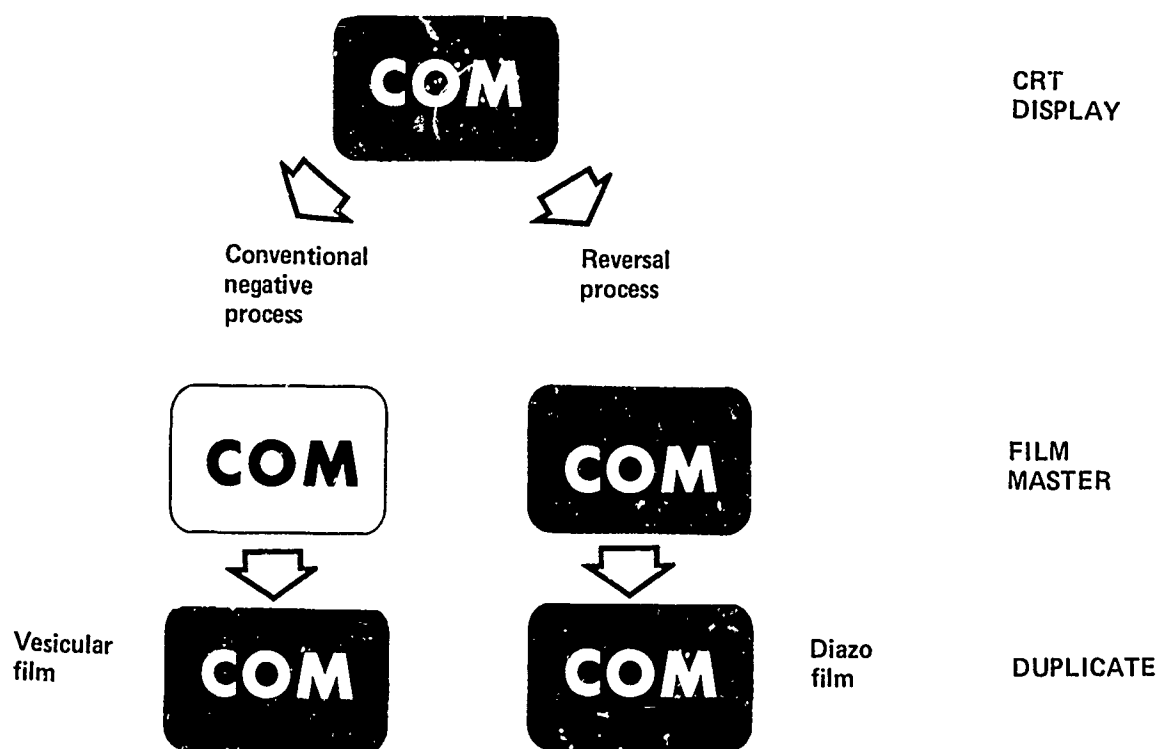 COM
CRT
DISPLAY
Conventional
negative
process
Reversal
process
COM
COM
FILM
MASTER
Vesicular
film
COM
COM
Diazo
film
DUPLICATE